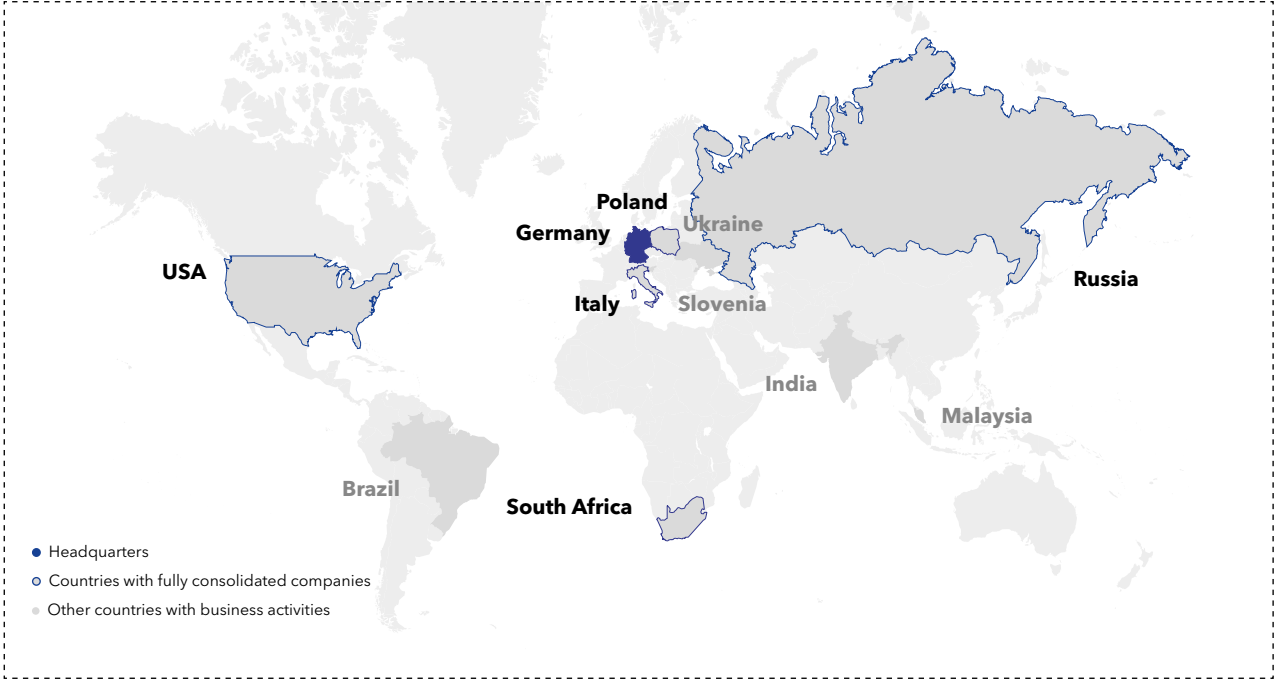 Poland
Ukraine
Germany
USA
Russia
Italy
Slovenia
India
Malaysia
Brazil
South Africa
Headquarters
Countries with fully consolidated companies
Other countries with business activities